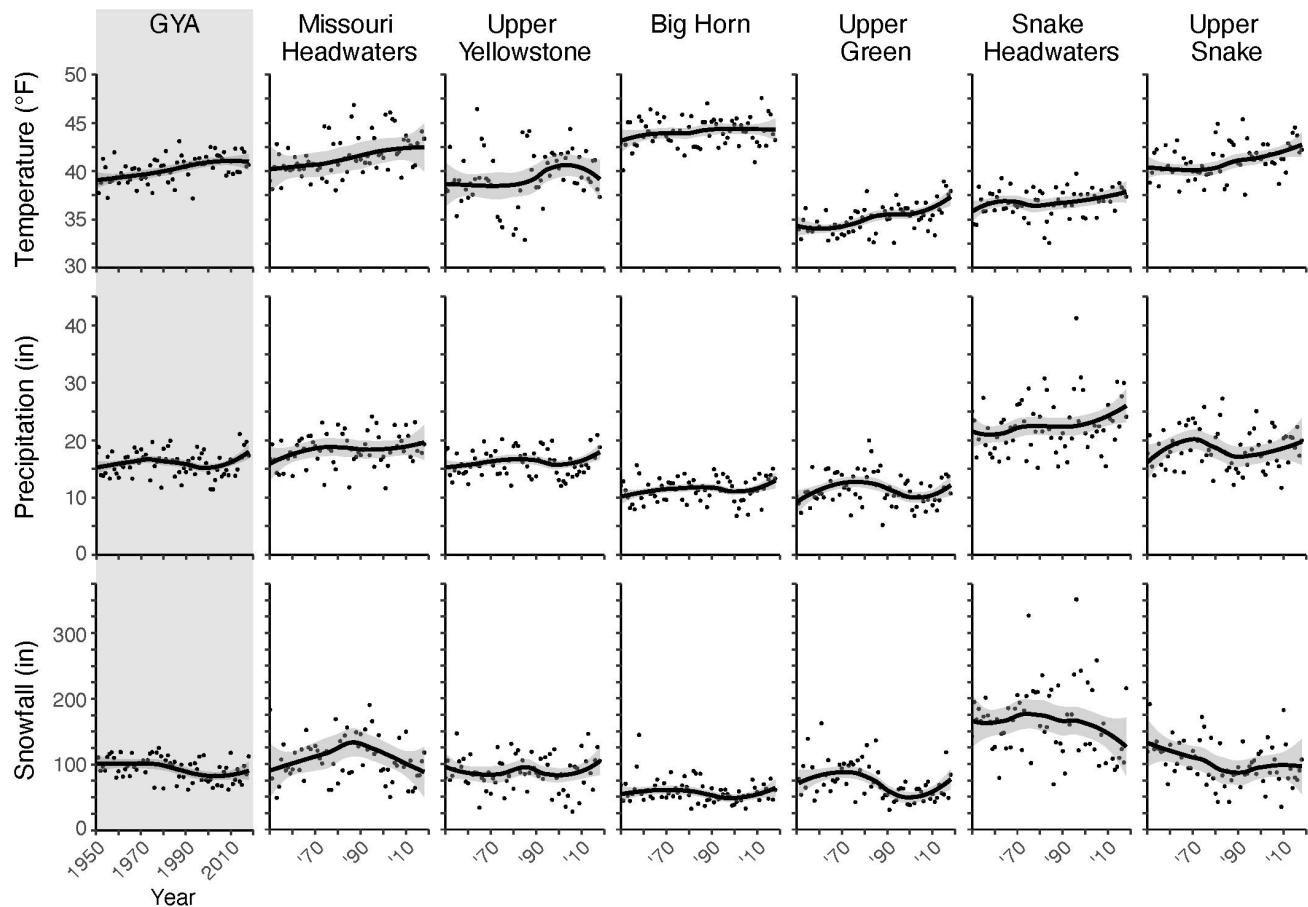 GYA
Missouri
Headwaters
Upper
Yellowstone
Big Horn
Upper
Green
Snake
Headwaters
Upper
Snake
Temperature (°F)
50
45
40
35
30
Precipitation (in)
40
30
20
10
0
Snowfall (in)
300
200
100
0
1950 1970 1990 2010
'70 '90 '10
'70 '90 '10
'70 '90 '10
'70 '90 '10
'70 '90 '10
'70 '90 '10
Year